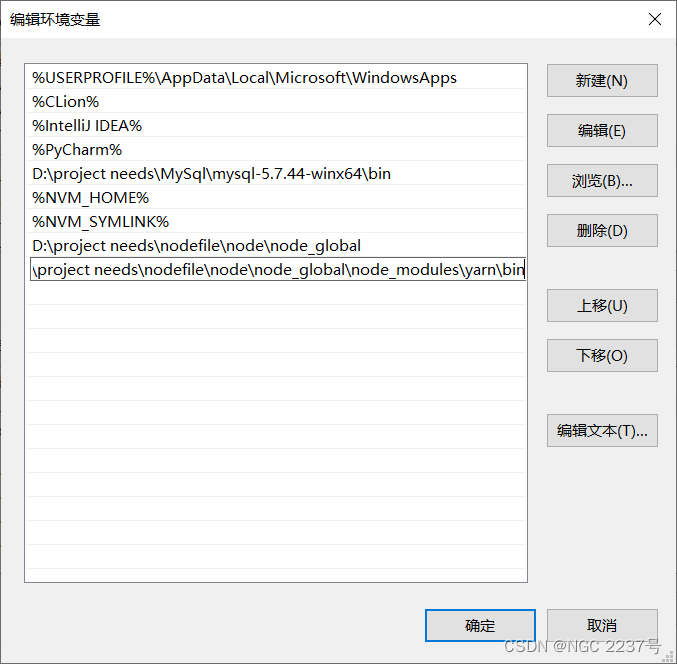 编辑环境变量
%USERPROFILE%\AppData\Local\Microsoft\WindowsApps
%CLion%
%IntelliJ IDEA%
%PyCharm%
D:\project needs\MySql\mysql-5.7.44-winx64\bin
%NVM_HOME%
%NVM_SYMLINK%
D:\project needs\nodefile\node\node_global
\project needs\nodefile\node\node_global\node_modules\yarn\bin
新建(N)
编辑(E)
浏览(B)...
删除(D)
上移(U)
下移(O)
编辑文本(T)...
确定
取消
CSDN @NGC 2237号